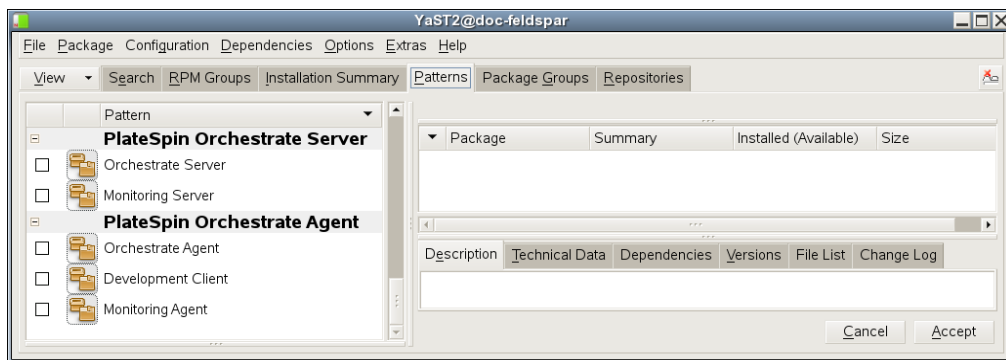 YaST2@doc-feldspar
File Package Configuration Dependencies Options Extras Help
View Search RPM Groups Installation Summary Patterns Package Groups Repositories
Pattern
PlateSpin Orchestrate Server
Orchestrate Server
Monitoring Server
PlateSpin Orchestrate Agent
Orchestrate Agent
Development Client
Monitoring Agent
Package Summary Installed (Available) Size
Description Technical Data Dependencies Versions File List Change Log
Cancel Accept